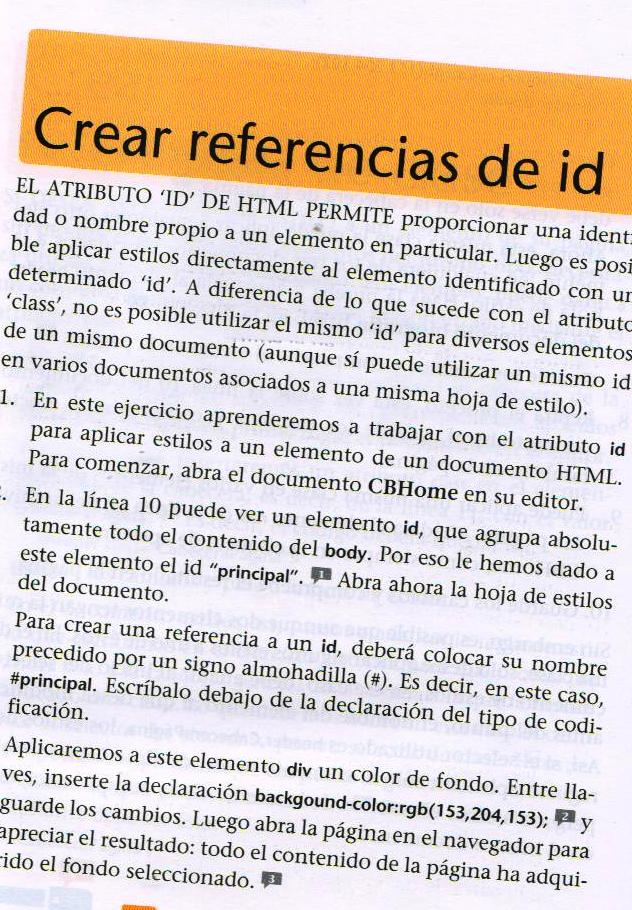 Crear referencias de id
EL ATRIBUTO 'ID' DE HTML PERMITE proporcionar una identi
dad o nombre propio a un elemento en particular. Luego es posi
ble aplicar estilos directamente al elemento identificado con un
determinado 'id'. A diferencia de lo que sucede con el atributo
'class', no es posible utilizar el mismo 'id' para diversos elementos
de un mismo documento (aunque sí puede utilizar un mismo id
en varios documentos asociados a una misma hoja de estilo).
1. En este ejercicio aprenderemos a trabajar con el atributo id
para aplicar estilos a un elemento de un documento HTML.
Para comenzar, abra el documento CBHome en su editor.
En la línea 10 puede ver un elemento id, que agrupa absolu-
tamente todo el contenido del body. Por eso le hemos dado a
este elemento el id "principal". 1 Abra ahora la hoja de estilos
del documento.
Para crear una referencia a un id, deberá colocar su nombre
precedido por un signo almohadilla (#). Es decir, en este caso,
#principal. Escríbalo debajo de la declaración del tipo de codi-
ficación.
Aplicaremos a este elemento div un color de fondo. Entre lla-
ves, inserte la declaración backgound-color:rgb(153,204,153); 2 y
guarde los cambios. Luego abra la página en el navegador para
apreciar el resultado: todo el contenido de la página ha adqui-
rido el fondo seleccionado. 3